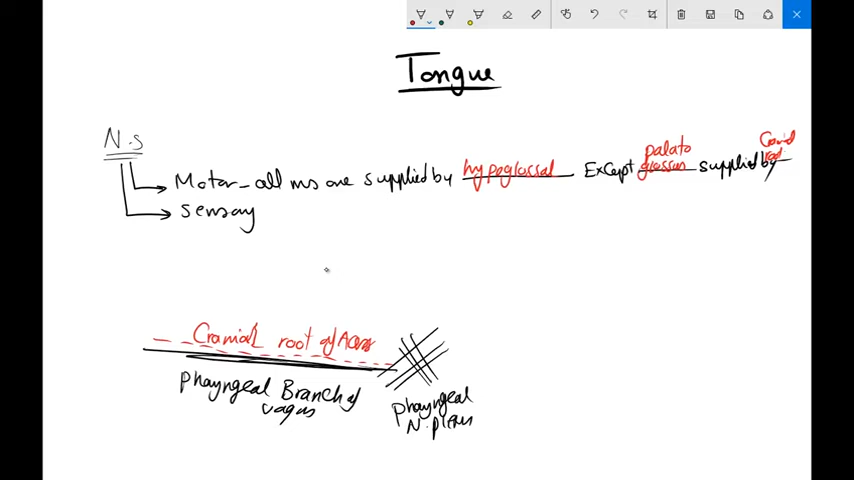 Tongue
N.S
Motor - all ms are supplied by hypoglossal Except palato glossus supplied by Cranial root
sensory
Cranial root of Acess
Pharyngeal Branch of
vagus
pharyngeal
N. plexus